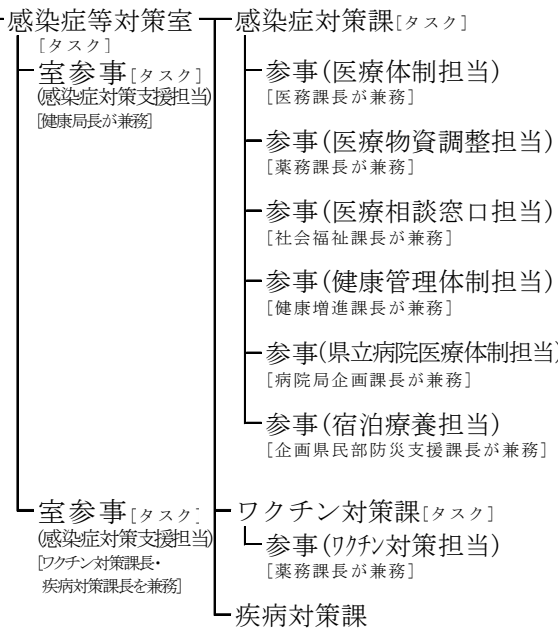 感染症等対策室
[タスク]
室参事[タスク]
(感染症対策支援担当)
[健康局長が兼務]
室参事[タスク]
(感染症対策支援担当)
[ワクチン対策課長・
疾病対策課長を兼務]
感染症対策課[タスク]
参事(医療体制担当)
[医務課長が兼務]
参事(医療物資調整担当)
[薬務課長が兼務]
参事(医療相談窓口担当)
[社会福祉課長が兼務]
参事(健康管理体制担当)
[健康増進課長が兼務]
参事(県立病院医療体制担当)
[病院局企画課長が兼務]
参事(宿泊療養担当)
[企画県民部防災支援課長が兼務]
ワクチン対策課[タスク]
参事(ワクチン対策担当)
[薬務課長が兼務]
疾病対策課